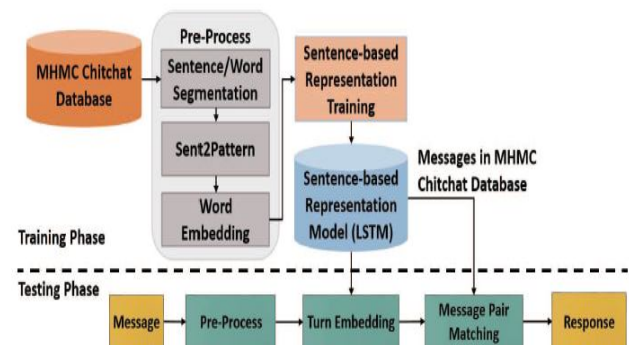 Pre-Process
MHMC Chitchat
Database
Sentence/Word
Segmentation
Sent2Pattern
Word
Embedding
Sentence-based
Representation
Training
Sentence-based
Representation
Model (LSTM)
Messages in MHMC
Chitchat Database
Training Phase
Testing Phase
Message
Pre-Process
Turn Embedding
Message Pair
Matching
Response